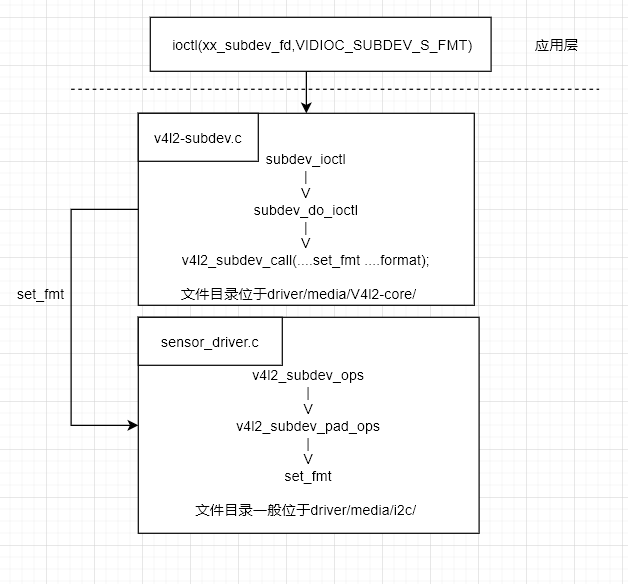 ioctl(xx_subdev_fd,VIDIOC_SUBDEV_S_FMT)
应用层
v4l2-subdev.c
subdev_ioctl
|
V
subdev_do_ioctl
|
V
v4l2_subdev_call(....set_fmt ....format);
文件目录位于driver/media/V4l2-core/
set_fmt
sensor_driver.c
v4l2_subdev_ops
|
V
v4l2_subdev_pad_ops
|
V
set_fmt
文件目录一般位于driver/media/i2c/